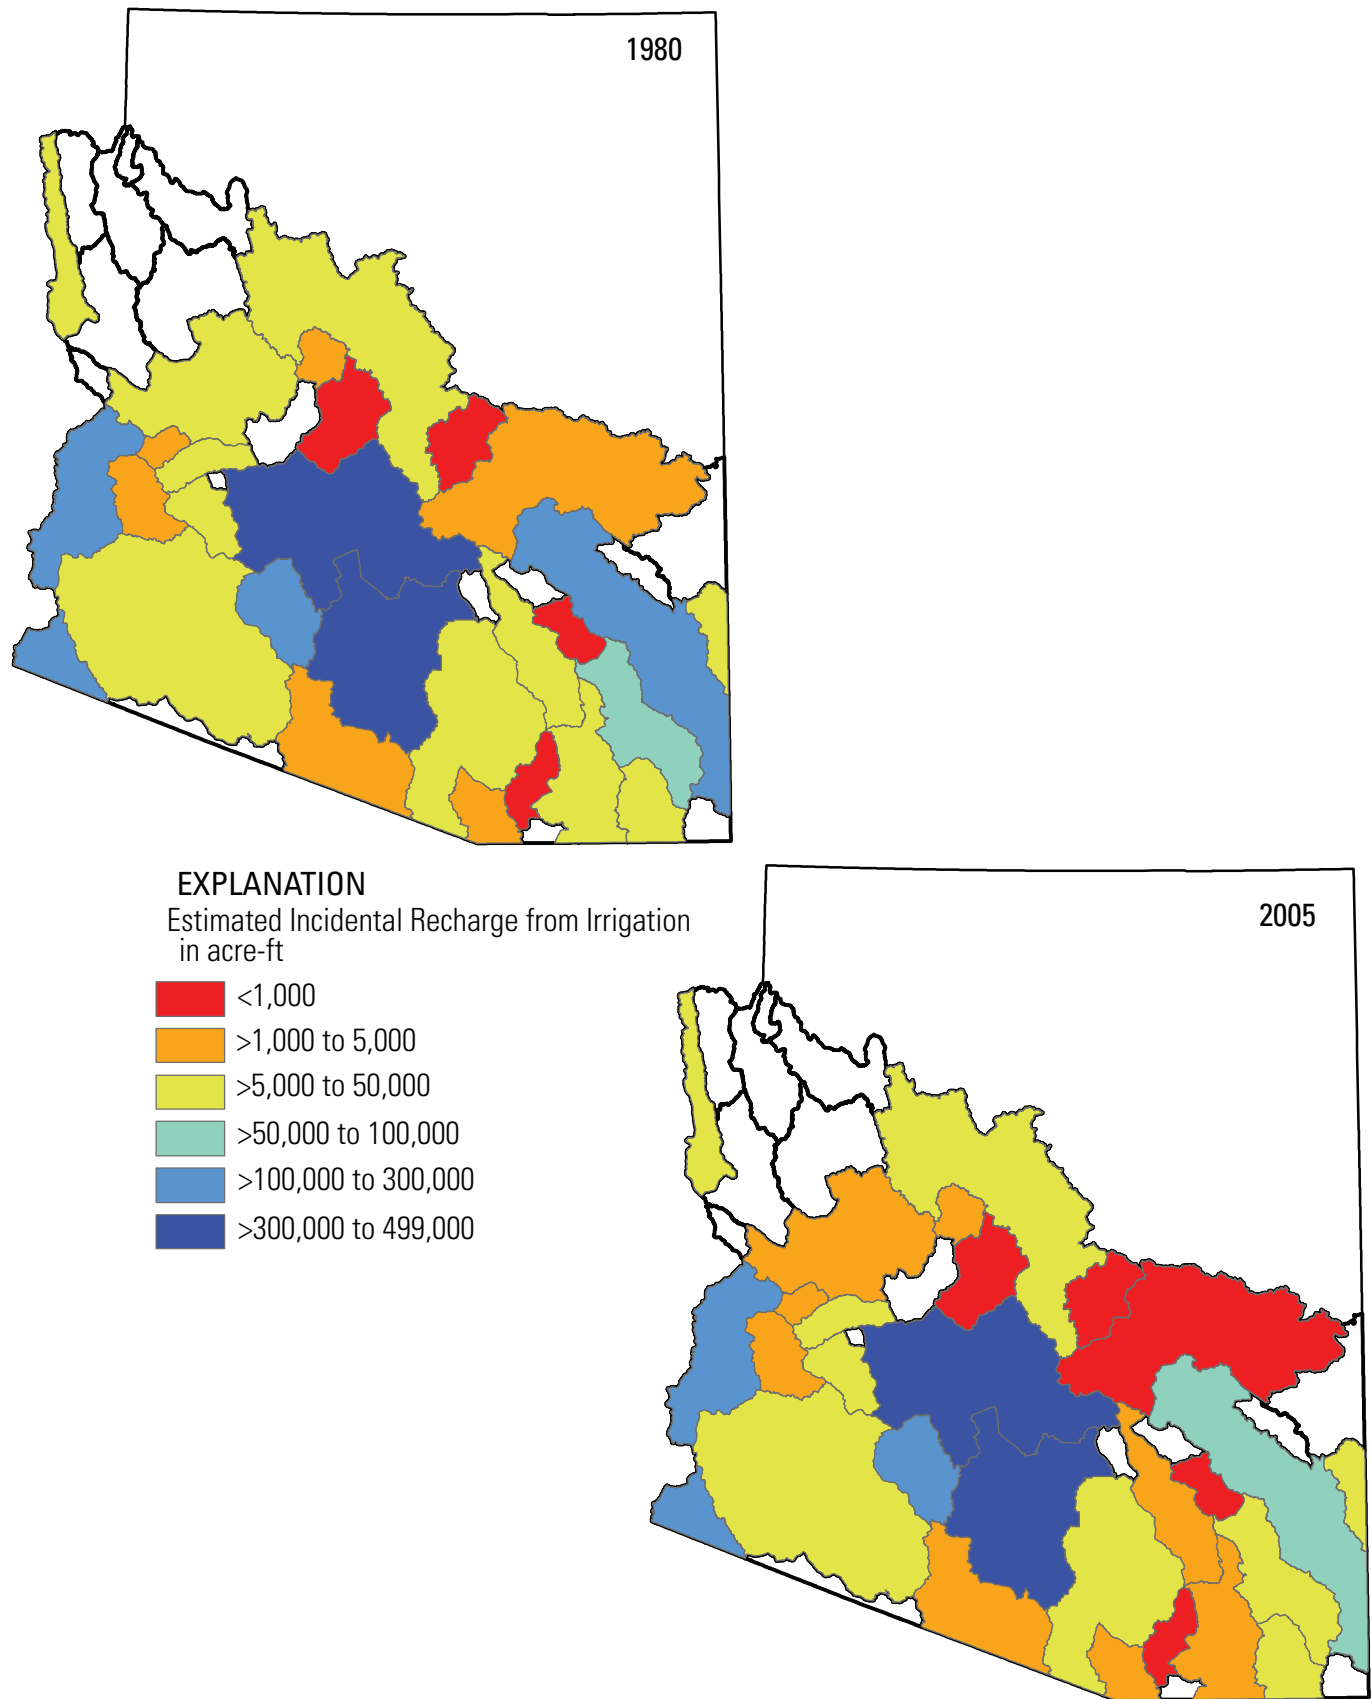 1980
EXPLANATION
Estimated Incidental Recharge from Irrigation
in acre-ft
<1,000
>1,000 to 5,000
>5,000 to 50,000
>50,000 to 100,000
>100,000 to 300,000
>300,000 to 499,000
2005